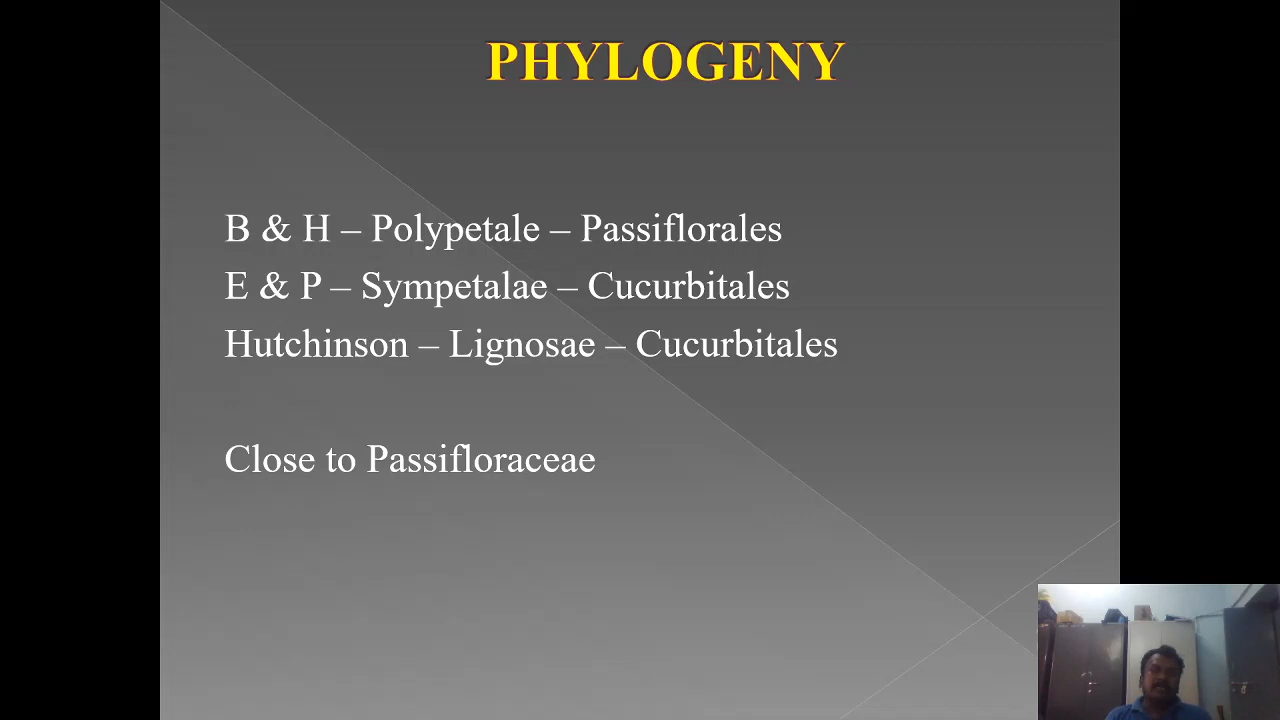 PHYLOGENY
B & H – Polypetale – Passiflorales
E & P – Sympetalae – Cucurbitales
Hutchinson – Lignosae – Cucurbitales
Close to Passifloraceae